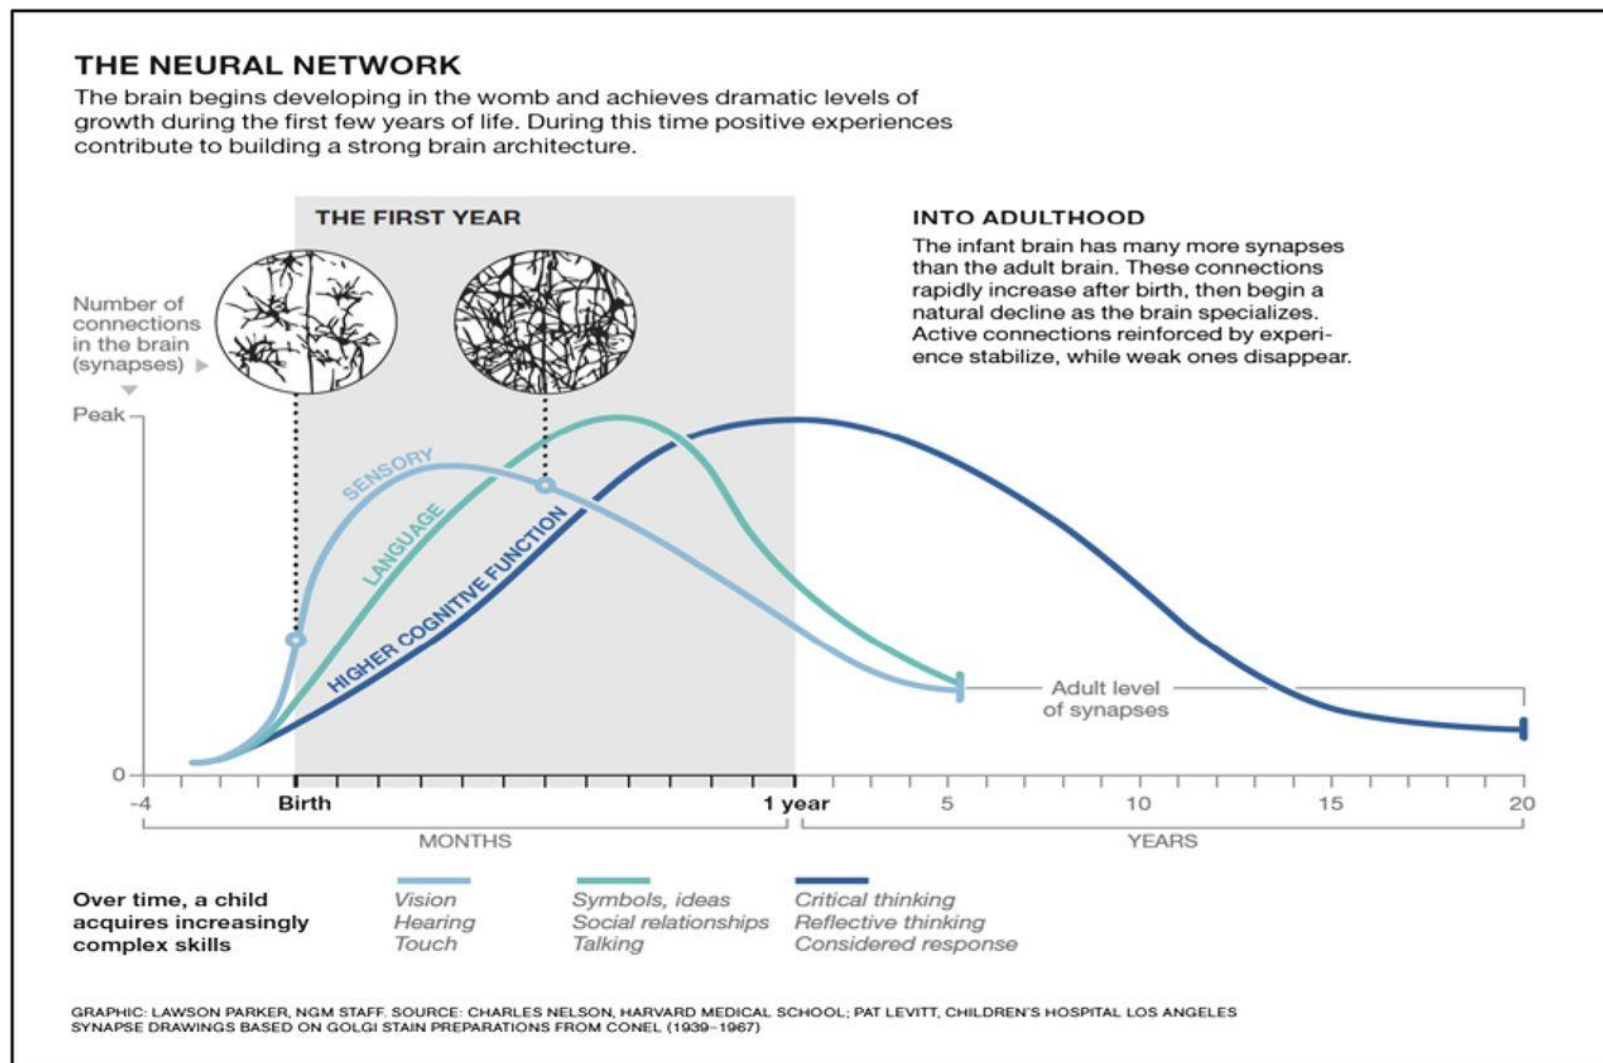 THE NEURAL NETWORK
The brain begins developing in the womb and achieves dramatic levels of
growth during the first few years of life. During this time positive experiences
contribute to building a strong brain architecture.
THE FIRST YEAR
INTO ADULTHOOD
The infant brain has many more synapses
than the adult brain. These connections
rapidly increase after birth, then begin a
natural decline as the brain specializes.
Active connections reinforced by experi-
ence stabilize, while weak ones disappear.
Number of
connections
in the brain
(synapses)
Peak
SENSORY
LANGUAGE
HIGHER COGNITIVE FUNCTION
Adult level
of synapses
0
-4 Birth 1 year 5 10 15 20
MONTHS YEARS
Over time, a child
acquires increasingly
complex skills
Vision
Hearing
Touch
Symbols, ideas
Social relationships
Talking
Critical thinking
Reflective thinking
Considered response
GRAPHIC: LAWSON PARKER, NGM STAFF. SOURCE: CHARLES NELSON, HARVARD MEDICAL SCHOOL; PAT LEVITT, CHILDREN'S HOSPITAL LOS ANGELES
SYNAPSE DRAWINGS BASED ON GOLGI STAIN PREPARATIONS FROM CONEL (1939–1967)